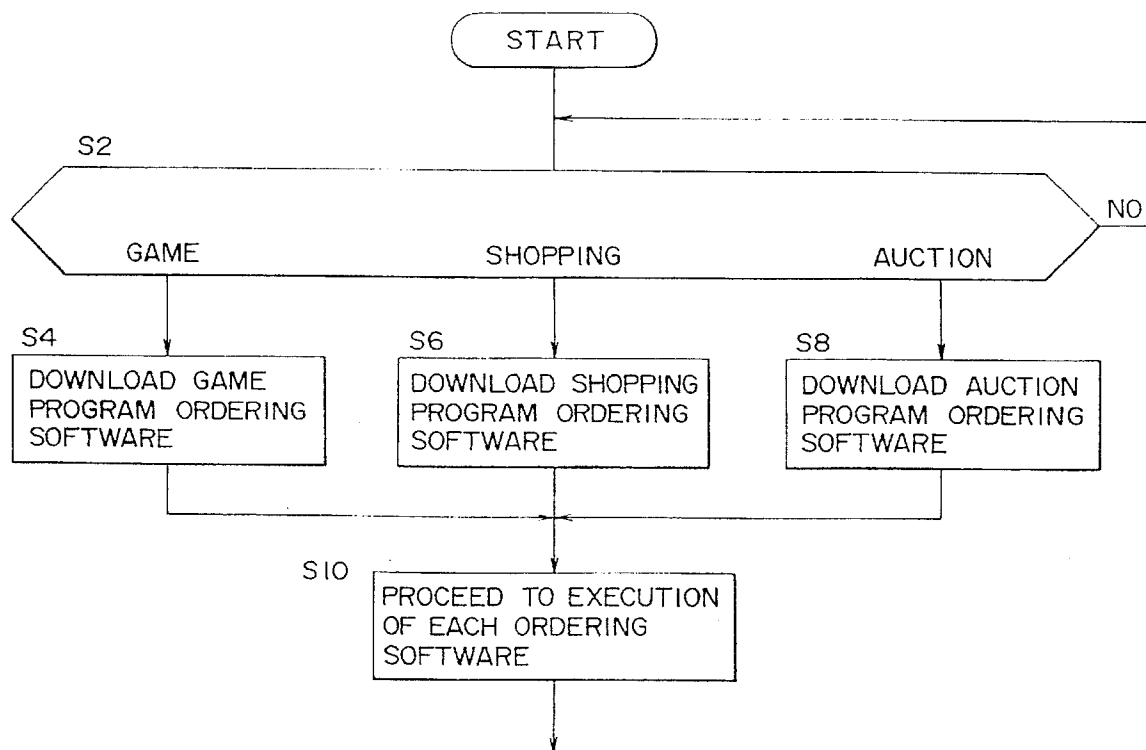 START
S2
NO
GAME
SHOPPING
AUCTION
S4
DOWNLOAD GAME
PROGRAM ORDERING
SOFTWARE
S6
DOWNLOAD SHOPPING
PROGRAM ORDERING
SOFTWARE
S8
DOWNLOAD AUCTION
PROGRAM ORDERING
SOFTWARE
S10
PROCEED TO EXECUTION
OF EACH ORDERING
SOFTWARE